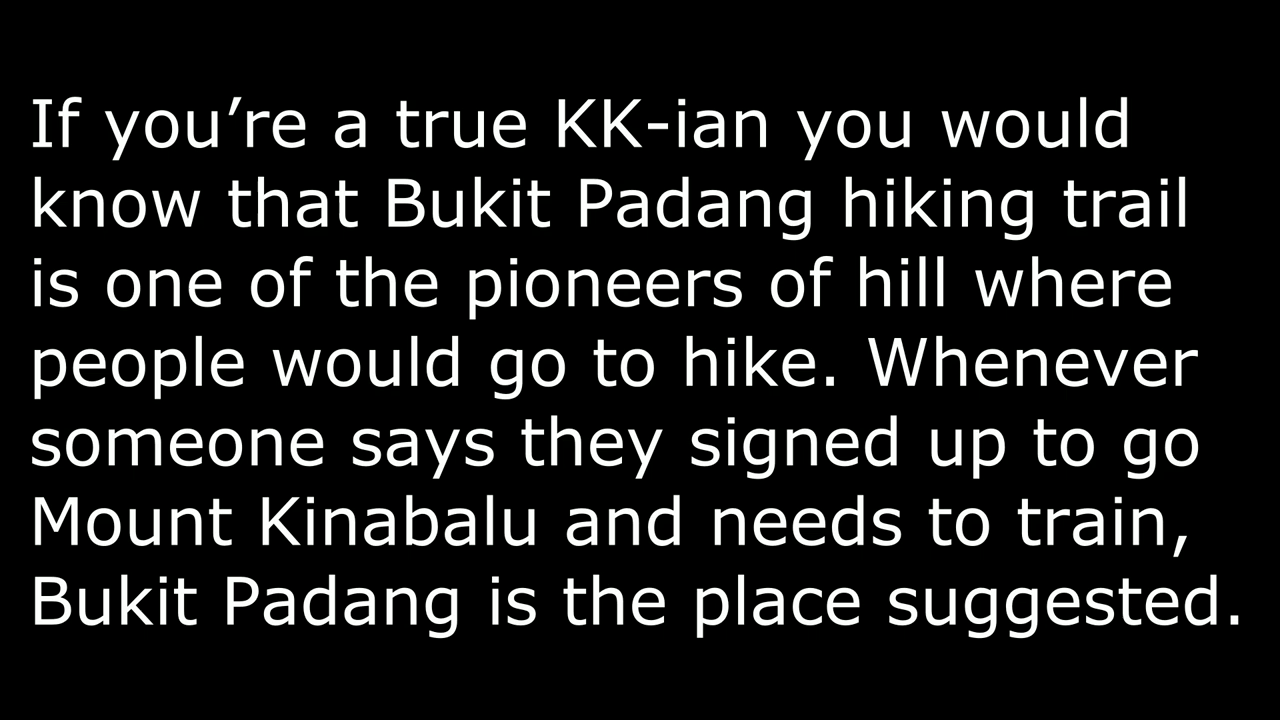 If you’re a true KK-ian you would
know that Bukit Padang hiking trail
is one of the pioneers of hill where
people would go to hike. Whenever
someone says they signed up to go
Mount Kinabalu and needs to train,
Bukit Padang is the place suggested.